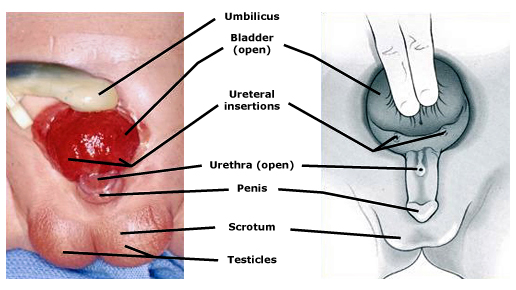 Umbilicus
Bladder
(open)
Ureteral
insertions
Urethra (open)
Penis
Scrotum
Testicles